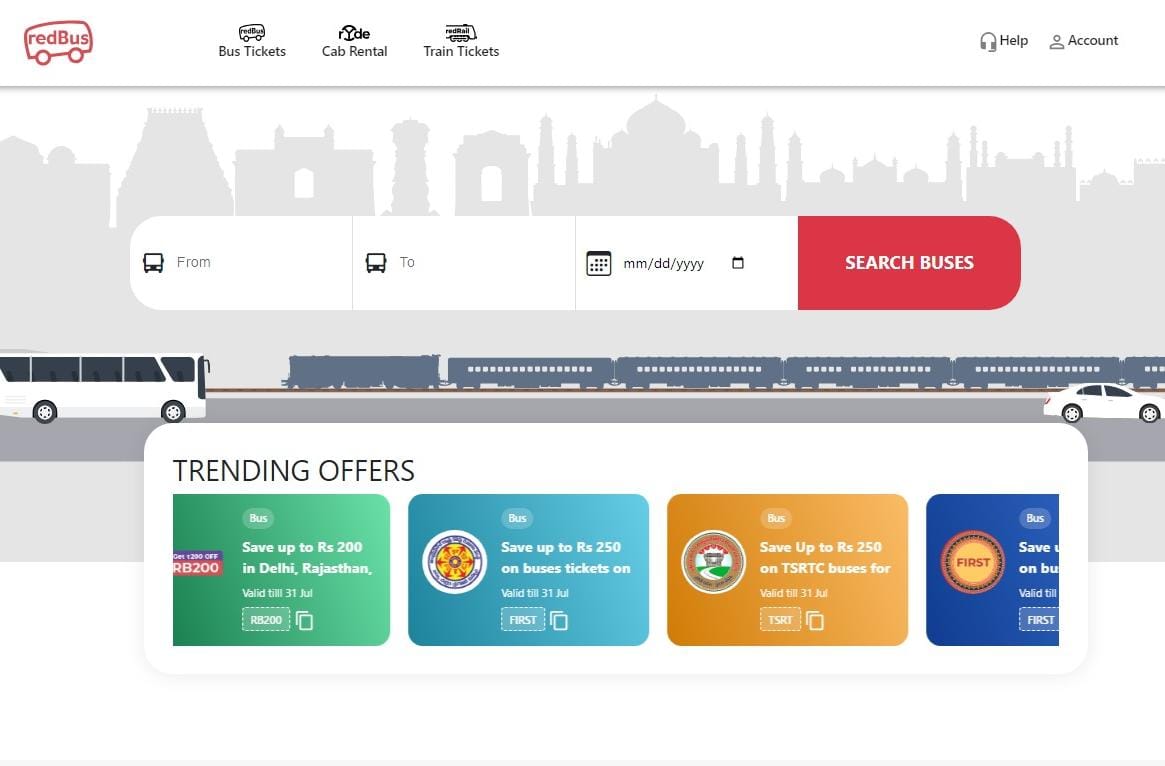 redBus
redBus
Bus Tickets
rYde
Cab Rental
redRail
Train Tickets
Help
Account
From
To
mm/dd/yyyy
SEARCH BUSES
TRENDING OFFERS
Get ₹200 OFF
RB200
Bus
Save up to Rs 200
in Delhi, Rajasthan,
Valid till 31 Jul
RB200
Bus
Save up to Rs 250
on buses tickets on
Valid till 31 Jul
FIRST
Bus
Save up to Rs 250
on TSRTC buses for
Valid till 31 Jul
TSRT
FIRST
Bus
Save u
on bus
Valid till
FIRST